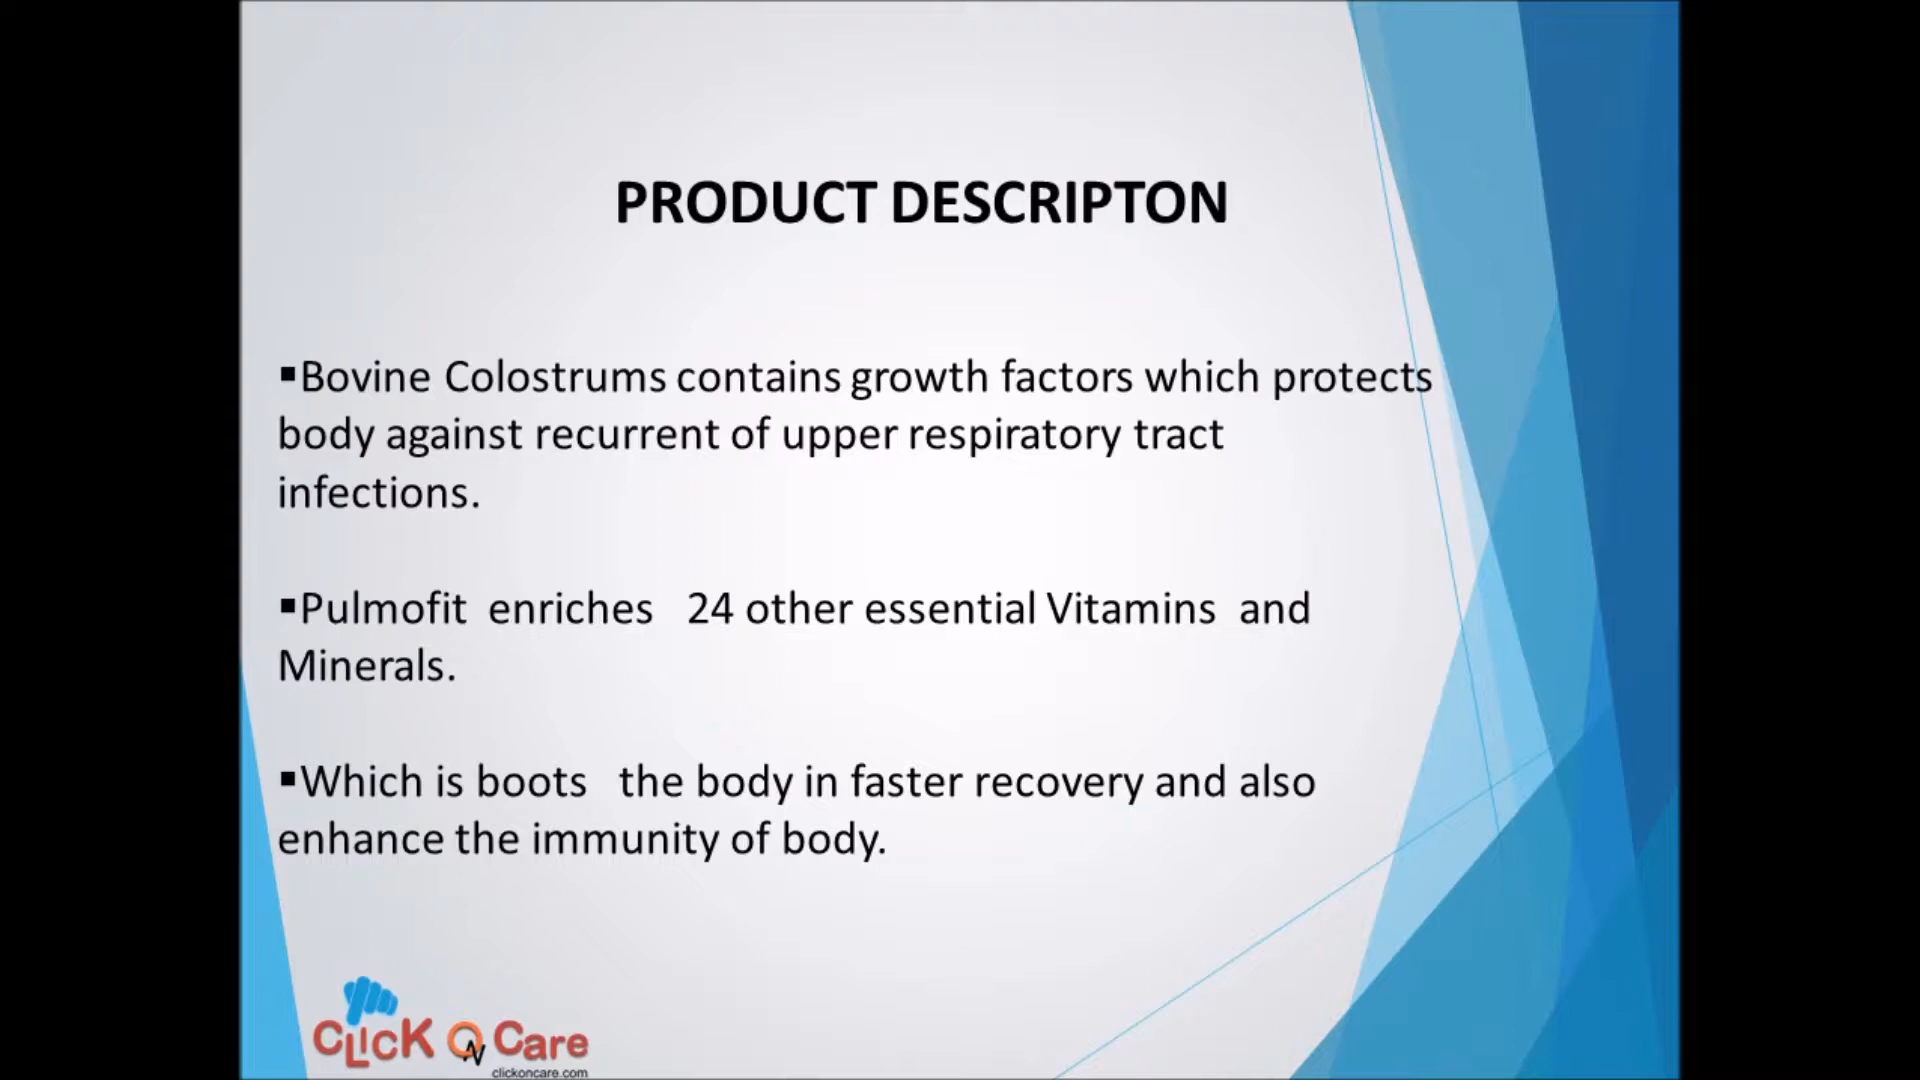 PRODUCT DESCRIPTON
▪Bovine Colostrums contains growth factors which protects
body against recurrent of upper respiratory tract
infections.
▪Pulmofit enriches 24 other essential Vitamins and
Minerals.
▪Which is boots the body in faster recovery and also
enhance the immunity of body.
CLicK ON Care
clickoncare.com